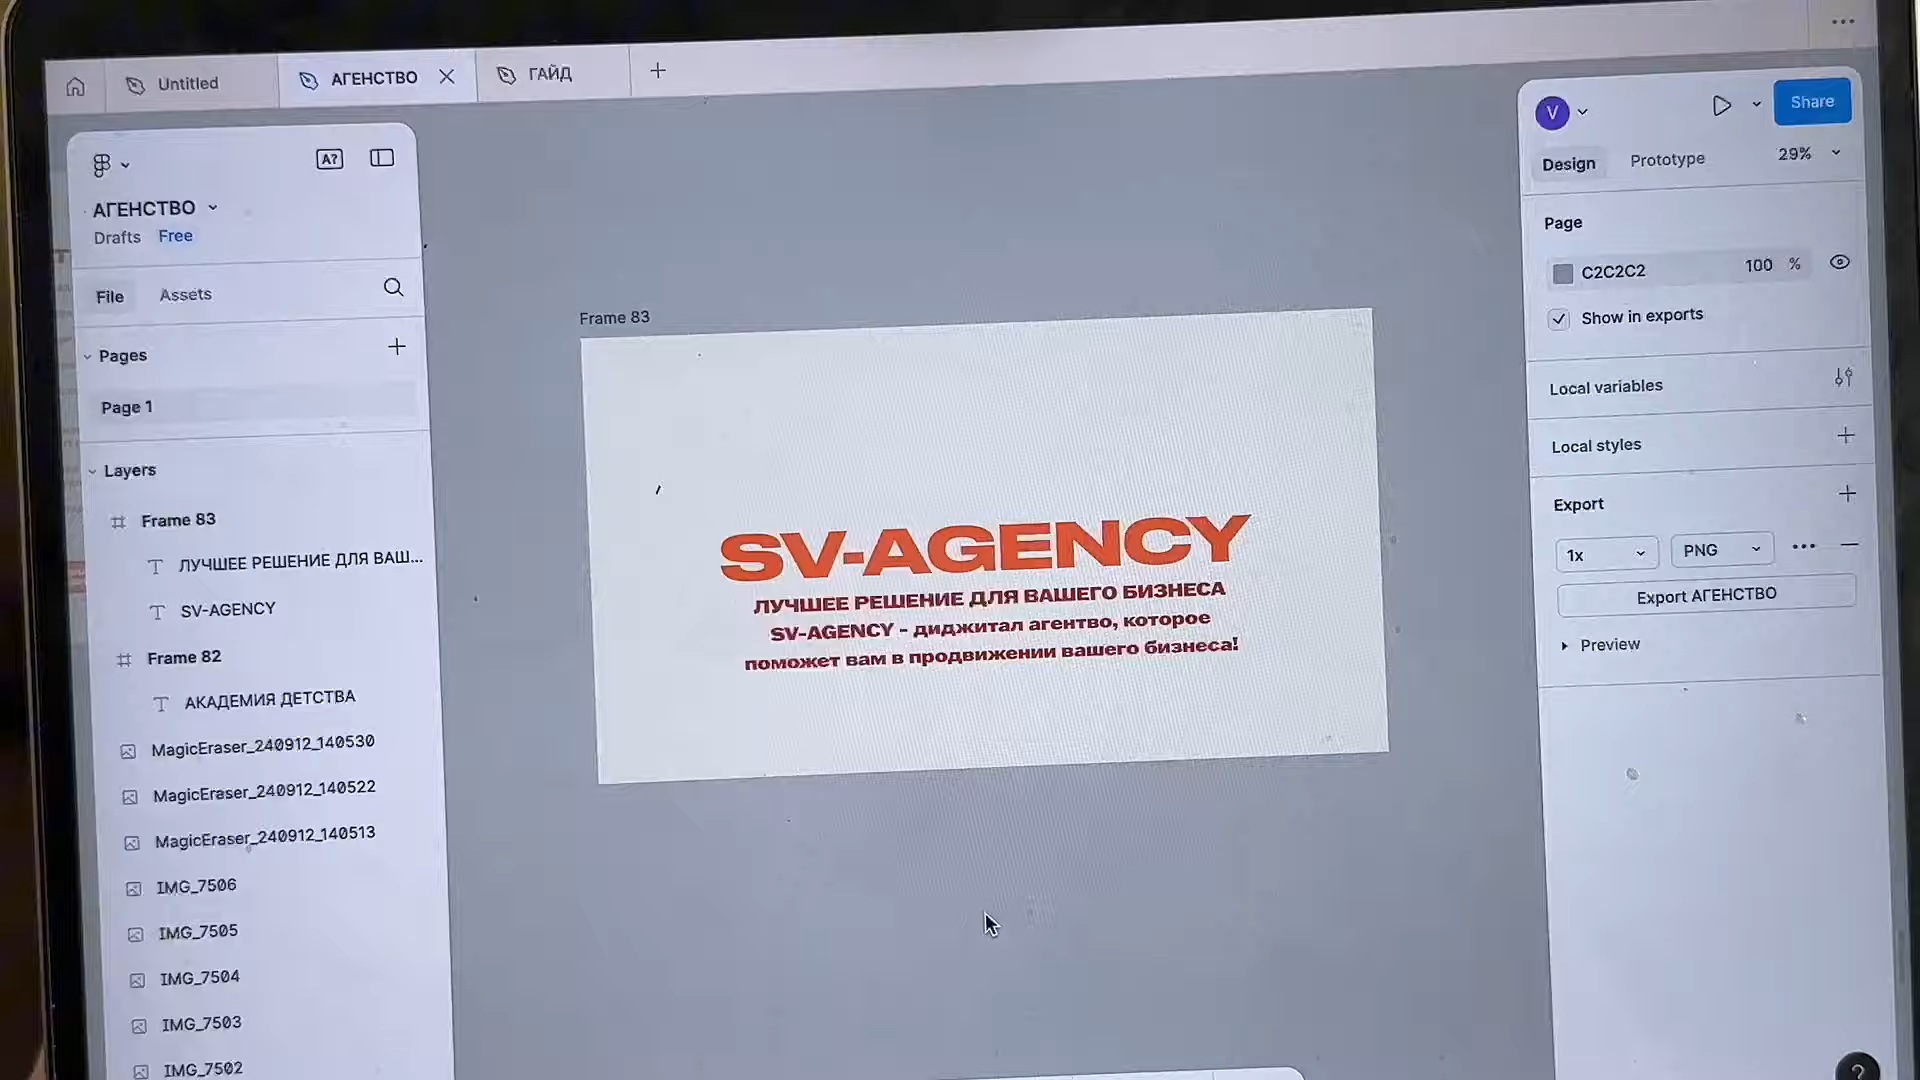 Untitled
АГЕНСТВО
ГАЙД
АГЕНСТВО
Drafts Free
File Assets
Pages
Page 1
Layers
Frame 83
ЛУЧШЕЕ РЕШЕНИЕ ДЛЯ ВАШ...
SV-AGENCY
Frame 82
АКАДЕМИЯ ДЕТСТВА
MagicEraser_240912_140530
MagicEraser_240912_140522
MagicEraser_240912_140513
IMG_7506
IMG_7505
IMG_7504
IMG_7503
IMG_7502
Frame 83
SV-AGENCY
ЛУЧШЕЕ РЕШЕНИЕ ДЛЯ ВАШЕГО БИЗНЕСА
SV-AGENCY - диджитал агентво, которое
поможет вам в продвижении вашего бизнеса!
V
Share
Design Prototype 29%
Page
C2C2C2 100 %
Show in exports
Local variables
Local styles
Export
1x PNG
Export АГЕНСТВО
Preview
A?
?